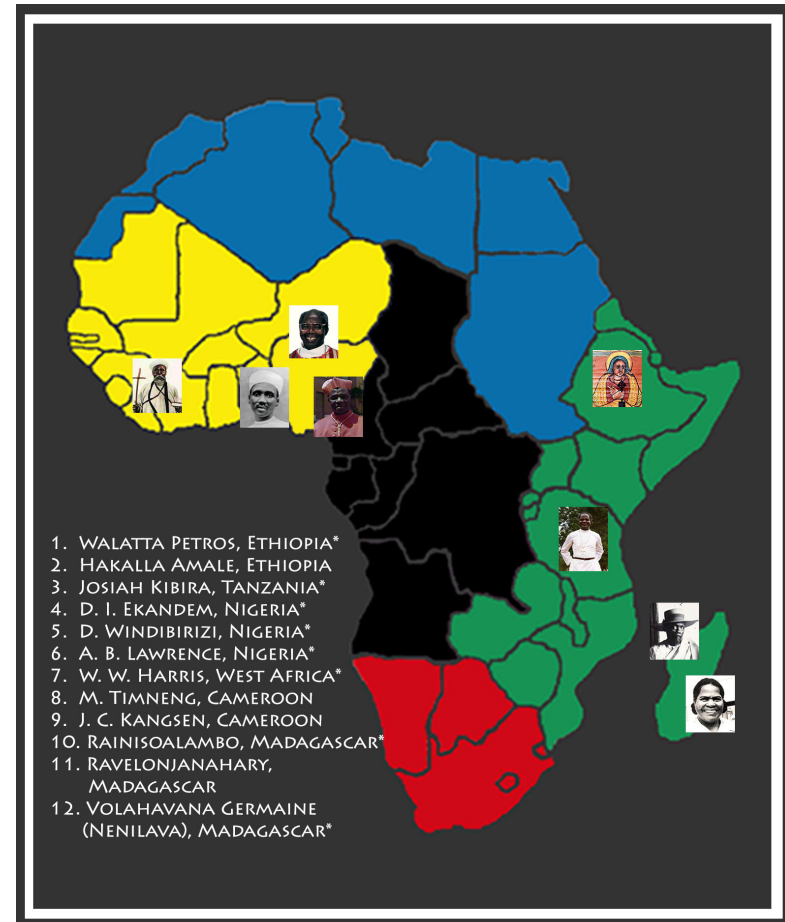 1. Walatta Petros, Ethiopia*
2. Hakalla Amale, Ethiopia
3. Josiah Kibira, Tanzania*
4. D. I. Ekandem, Nigeria*
5. D. Windibirizi, Nigeria*
6. A. B. Lawrence, Nigeria*
7. W. W. Harris, West Africa*
8. M. Timneng, Cameroon
9. J. C. Kangsen, Cameroon
10. Rainisoalambo, Madagascar*
11. Ravelonjanahary,
Madagascar
12. Volahavana Germaine
(Nenilava), Madagascar*